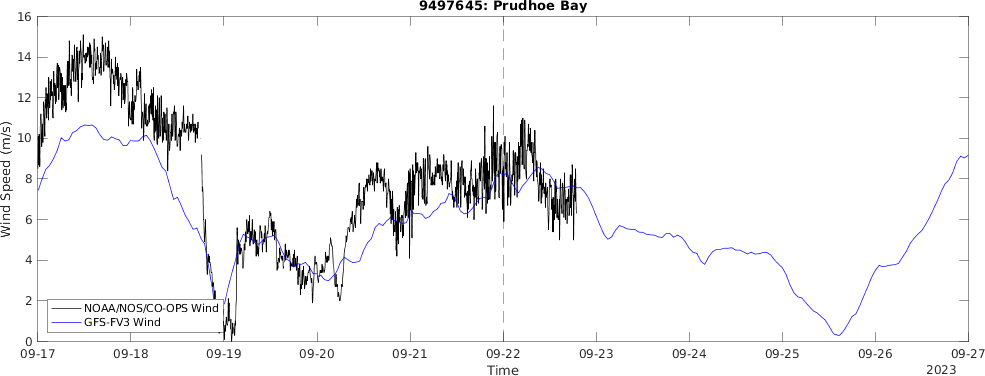 9497645: Prudhoe Bay
16
14
12
10
8
6
4
2
0
Wind Speed (m/s)
NOAA/NOS/CO-OPS Wind
GFS-FV3 Wind
09-17 09-18 09-19 09-20 09-21 09-22 09-23 09-24 09-25 09-26 09-27
Time
2023